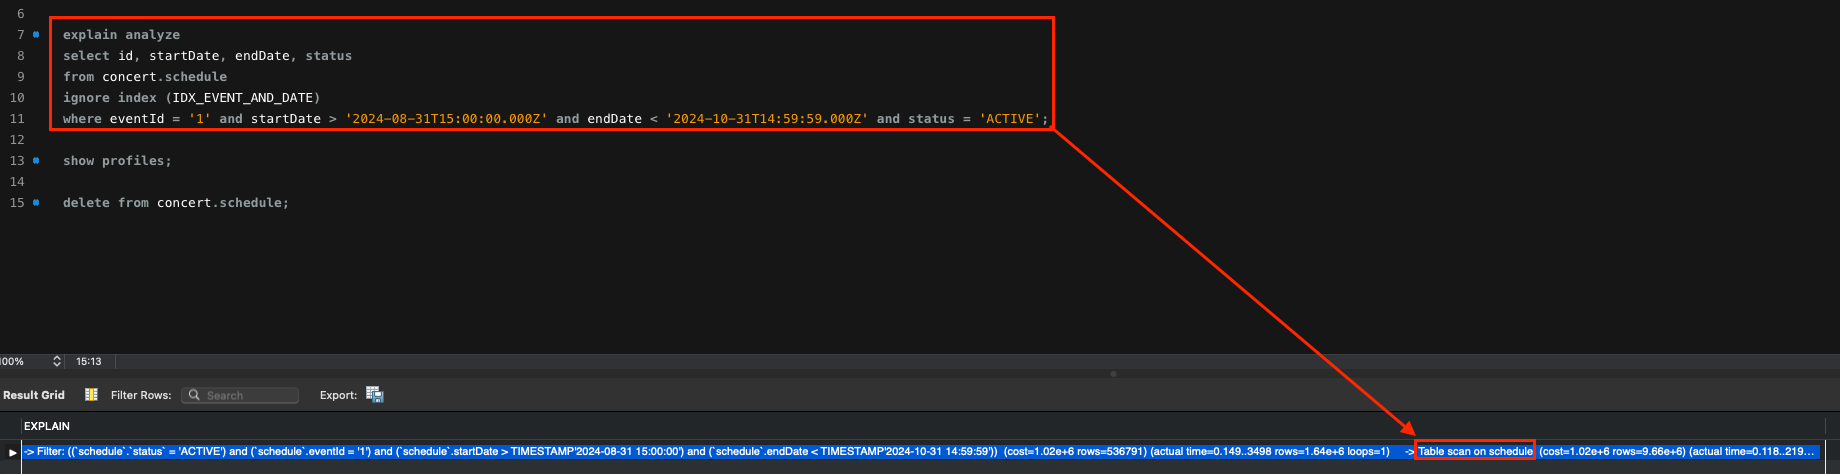 6
7 explain analyze
8 select id, startDate, endDate, status
9 from concert.schedule
10 ignore index (IDX_EVENT_AND_DATE)
11 where eventId = '1' and startDate > '2024-08-31T15:00:00.000Z' and endDate < '2024-10-31T14:59:59.000Z' and status = 'ACTIVE';
12
13 show profiles;
14
15 delete from concert.schedule;
100% 15:13
Result Grid Filter Rows: Search Export:
EXPLAIN
-> Filter: ((`schedule`.`status` = 'ACTIVE') and (`schedule`.eventId = '1') and (`schedule`.startDate > TIMESTAMP'2024-08-31 15:00:00') and (`schedule`.endDate < TIMESTAMP'2024-10-31 14:59:59')) (cost=1.02e+6 rows=536791) (actual time=0.149..3498 rows=1.64e+6 loops=1) -> Table scan on schedule (cost=1.02e+6 rows=9.66e+6) (actual time=0.118..219...